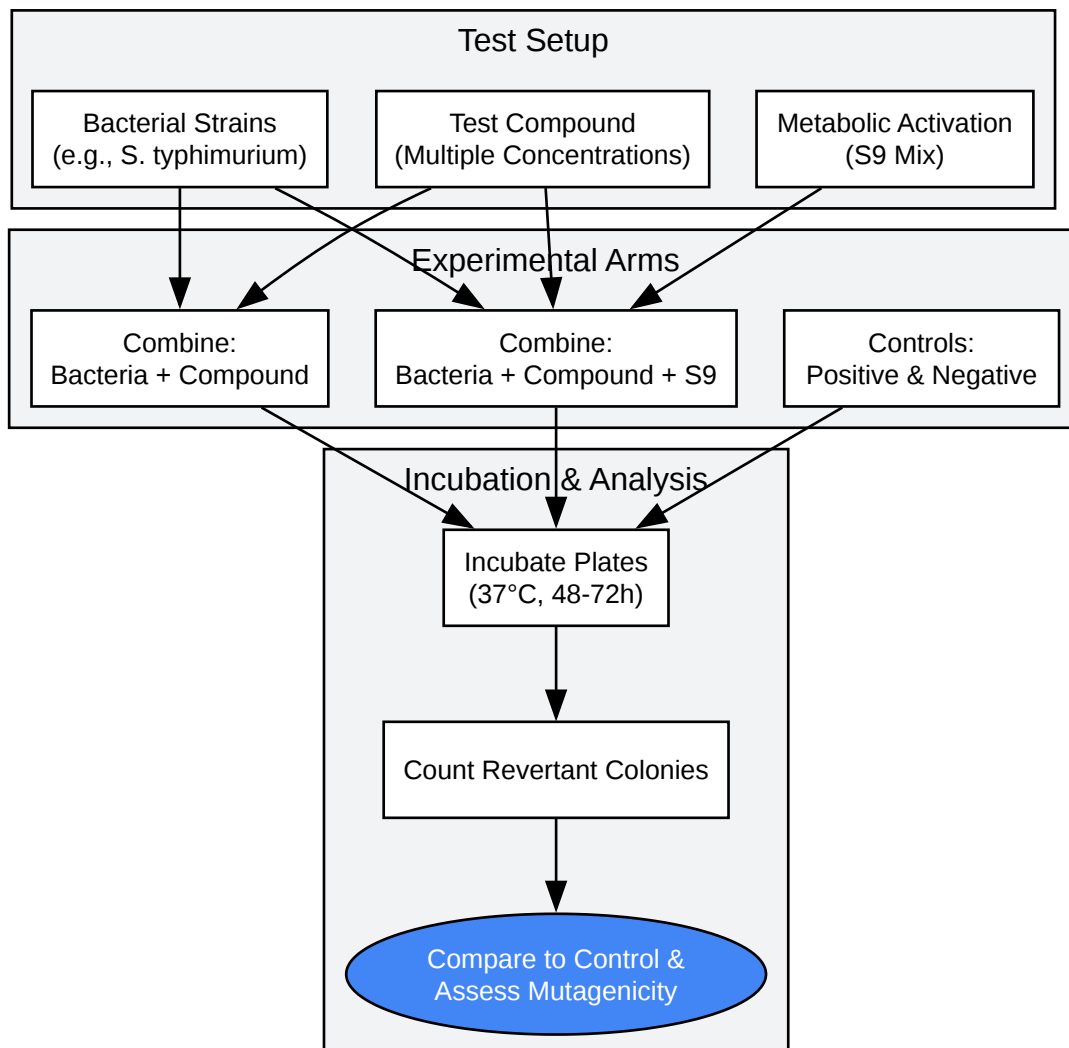 Test Setup
Bacterial Strains
(e.g., S. typhimurium)
Test Compound
(Multiple Concentrations)
Metabolic Activation
(S9 Mix)
Experimental Arms
Combine:
Bacteria + Compound
Combine:
Bacteria + Compound + S9
Controls:
Positive & Negative
Incubation & Analysis
Incubate Plates
(37°C, 48-72h)
Count Revertant Colonies
Compare to Control &
Assess Mutagenicity